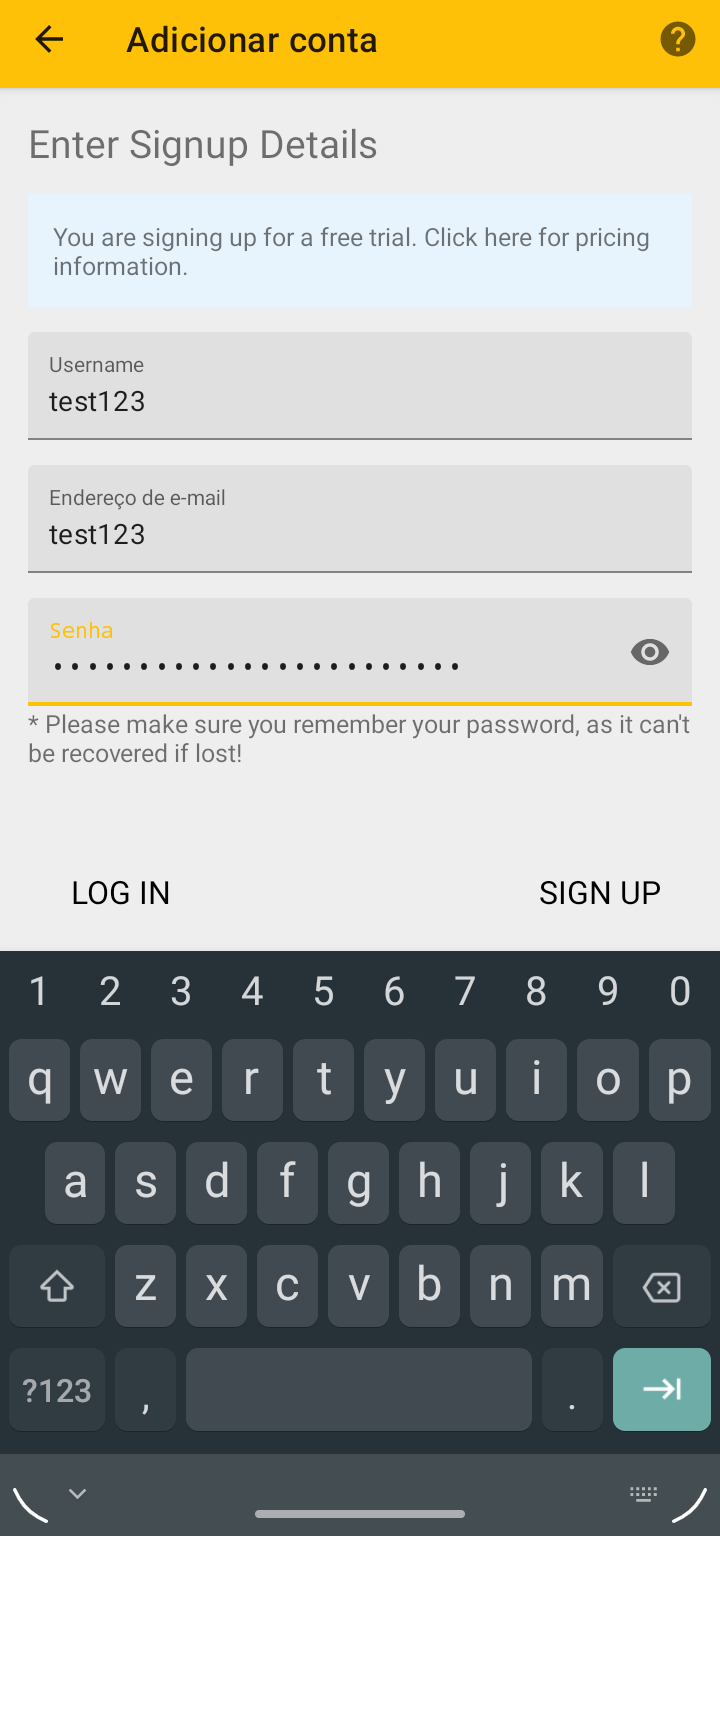 Adicionar conta
Enter Signup Details
You are signing up for a free trial. Click here for pricing
information.
Username
test123
Endereço de e-mail
test123
Senha
••••••••••••••••••••••••
* Please make sure you remember your password, as it can't
be recovered if lost!
LOG IN SIGN UP
1 2 3 4 5 6 7 8 9 0
q w e r t y u i o p
a s d f g h j k l
z x c v b n m
?123 , .